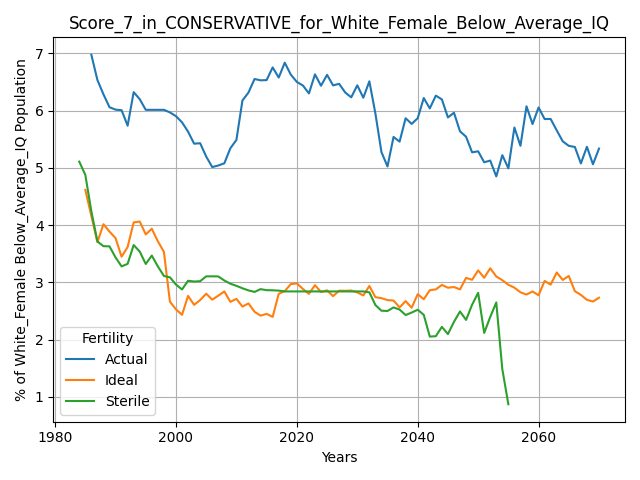 Score_7_in_CONSERVATIVE_for_White_Female_Below_Average_IQ
% of White_Female Below_Average_IQ Population
7
6
5
4
3
2
1
Fertility
Actual
Ideal
Sterile
1980
2000
2020
2040
2060
Years